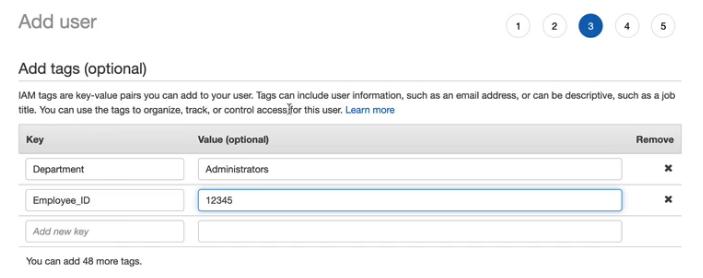 Add user
1 2 3 4 5
Add tags (optional)
IAM tags are key-value pairs you can add to your user. Tags can include user information, such as an email address, or can be descriptive, such as a job
title. You can use the tags to organize, track, or control access for this user. Learn more
Key Value (optional) Remove
Department Administrators
Employee_ID 12345
Add new key
You can add 48 more tags.